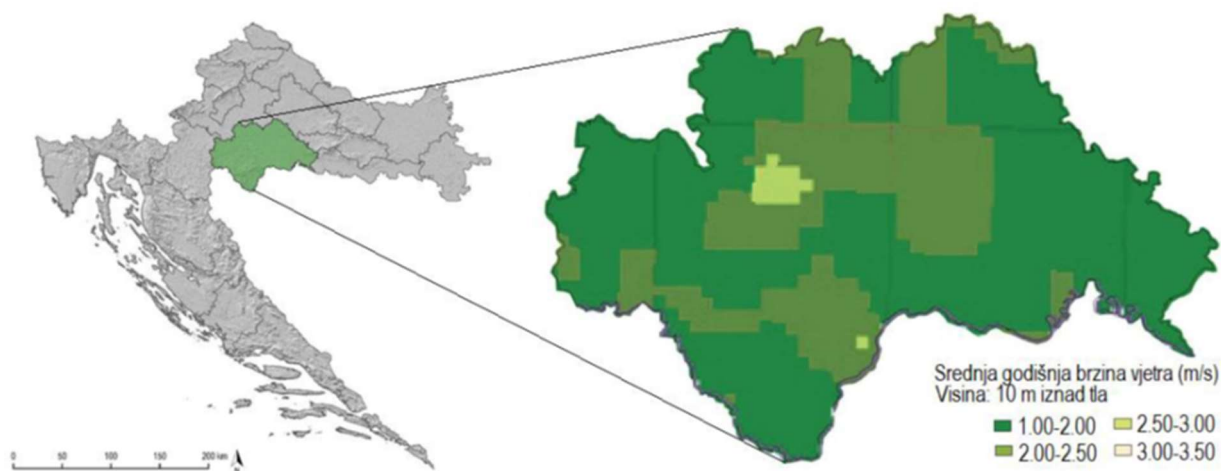 Srednja godišnja brzina vjetra (m/s)
Visina: 10 m iznad tla
1.00-2.00 2.50-3.00
2.00-2.50 3.00-3.50
0 50 100 200 km